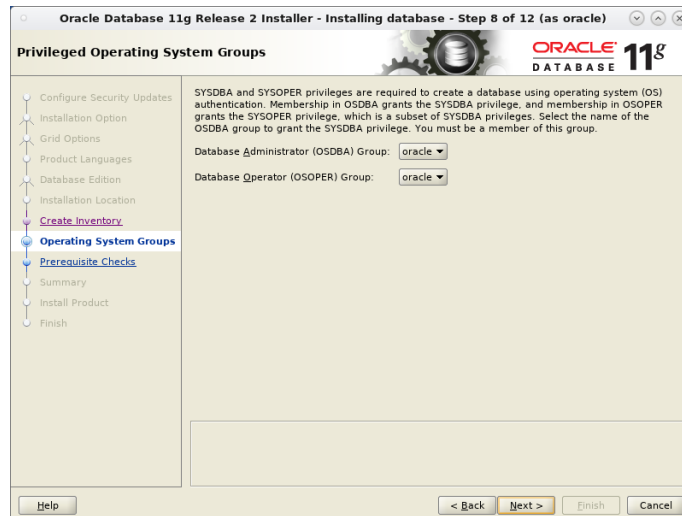 Oracle Database 11g Release 2 Installer - Installing database - Step 8 of 12 (as oracle)
Privileged Operating System Groups
ORACLE
DATABASE
11g
Configure Security Updates
Installation Option
Grid Options
Product Languages
Database Edition
Installation Location
Create Inventory
Operating System Groups
Prerequisite Checks
Summary
Install Product
Finish
SYSDBA and SYSOPER privileges are required to create a database using operating system (OS)
authentication. Membership in OSDBA grants the SYSDBA privilege, and membership in OSOPER
grants the SYSOPER privilege, which is a subset of SYSDBA privileges. Select the name of the
OSDBA group to grant the SYSDBA privilege. You must be a member of this group.
Database Administrator (OSDBA) Group: oracle
Database Operator (OSOPER) Group: oracle
Help
< Back
Next >
Finish
Cancel